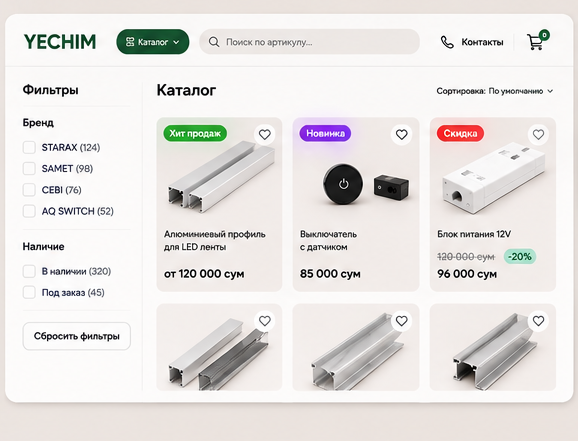 YECHIM
Каталог
Поиск по артикулу...
Контакты
0
Фильтры
Бренд
STARAX (124)
SAMET (98)
CEBI (76)
AQ SWITCH (52)
Наличие
В наличии (320)
Под заказ (45)
Сбросить фильтры
Каталог
Сортировка: По умолчанию
Хит продаж
Алюминиевый профиль
для LED ленты
от 120 000 сум
Новинка
Выключатель
с датчиком
85 000 сум
Скидка
Блок питания 12V
120 000 сум
-20%
96 000 сум